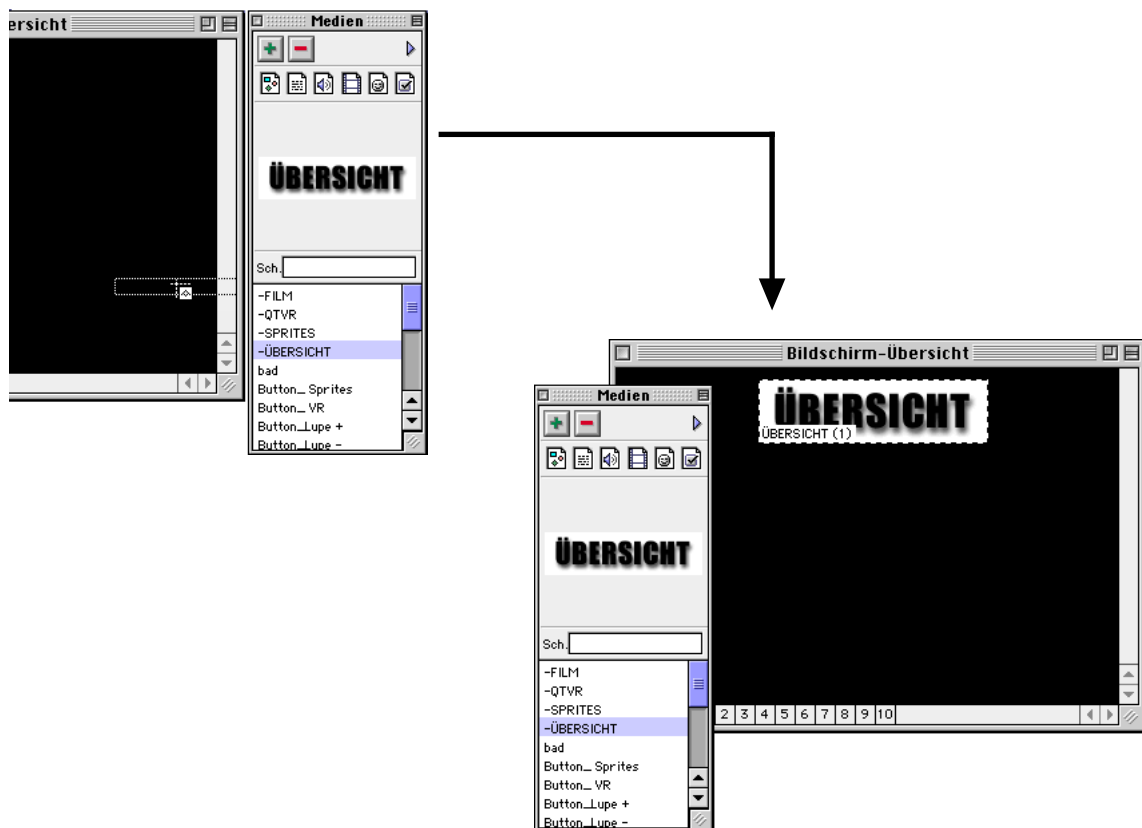 ersicht
Medien
ÜBERSICHT
Sch.
-FILM
-QTVR
-SPRITES
-ÜBERSICHT
bad
Button_ Sprites
Button_ VR
Button_Lupe +
Button_Lupe -
Bildschirm-Übersicht
ÜBERSICHT
ÜBERSICHT (1)
2 3 4 5 6 7 8 9 10
Medien
ÜBERSICHT
Sch.
-FILM
-QTVR
-SPRITES
-ÜBERSICHT
bad
Button_ Sprites
Button_ VR
Button_Lupe +
Button_Lupe -